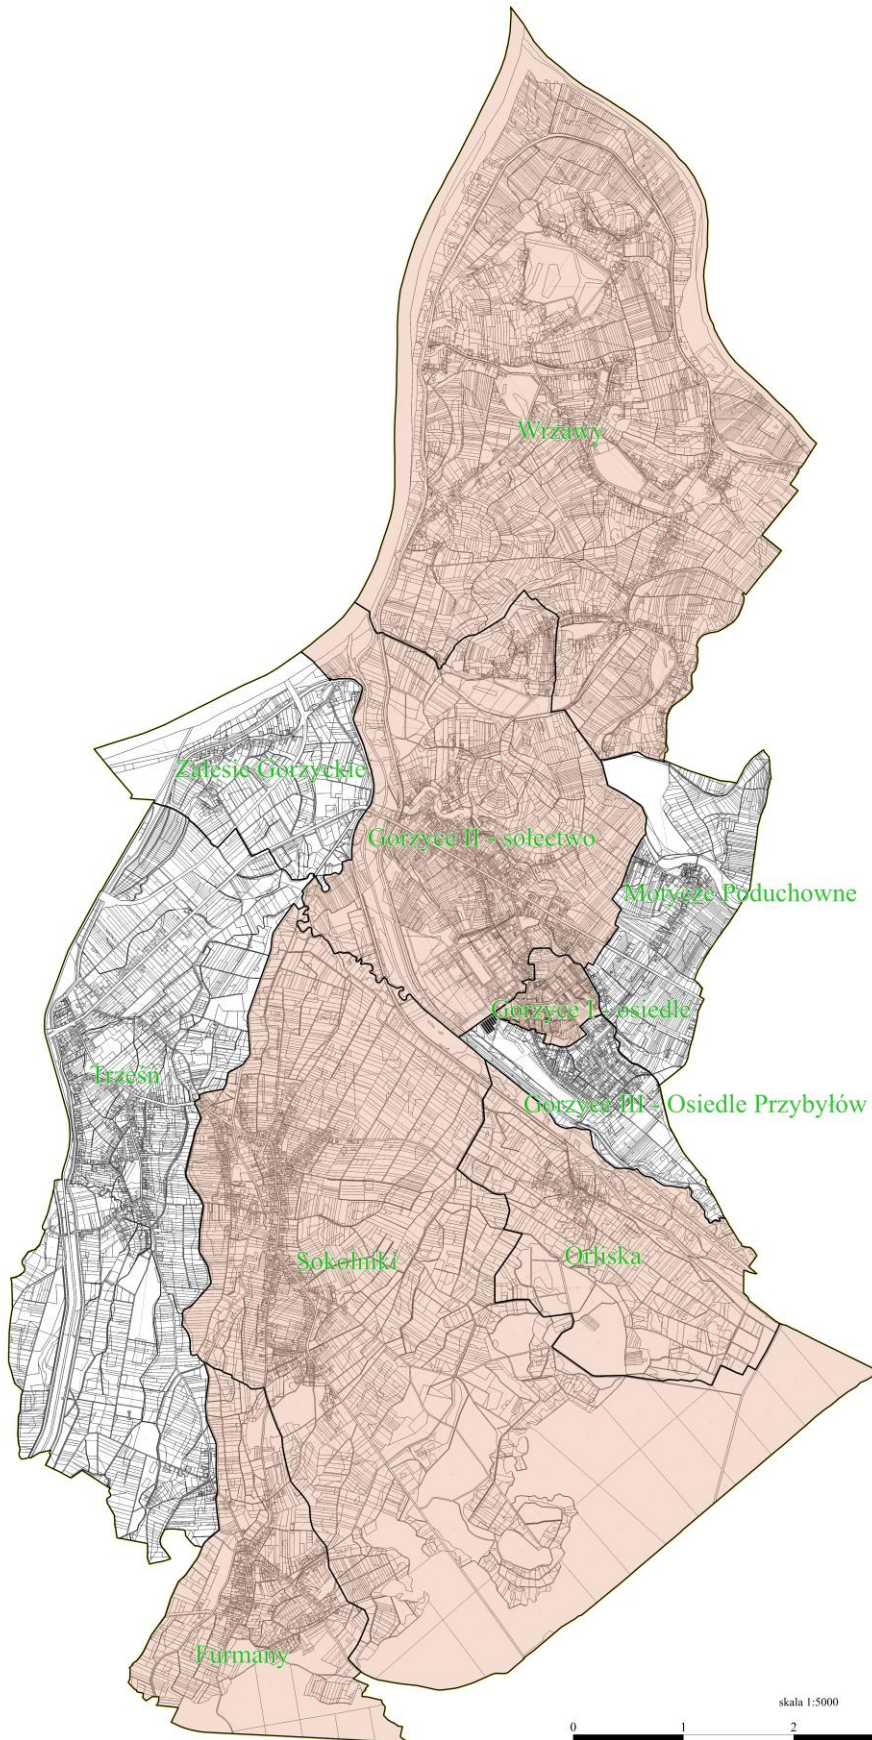 Wrzawy
Zalesie Gorzyckie
Gorzyce II - sołectwo
Motycze Poduchowne
Gorzyce I - osiedle
Trześń
Gorzyce III - Osiedle Przybyłów
Sokolniki
Orliska
Furmany
skala 1:5000
0 1 2